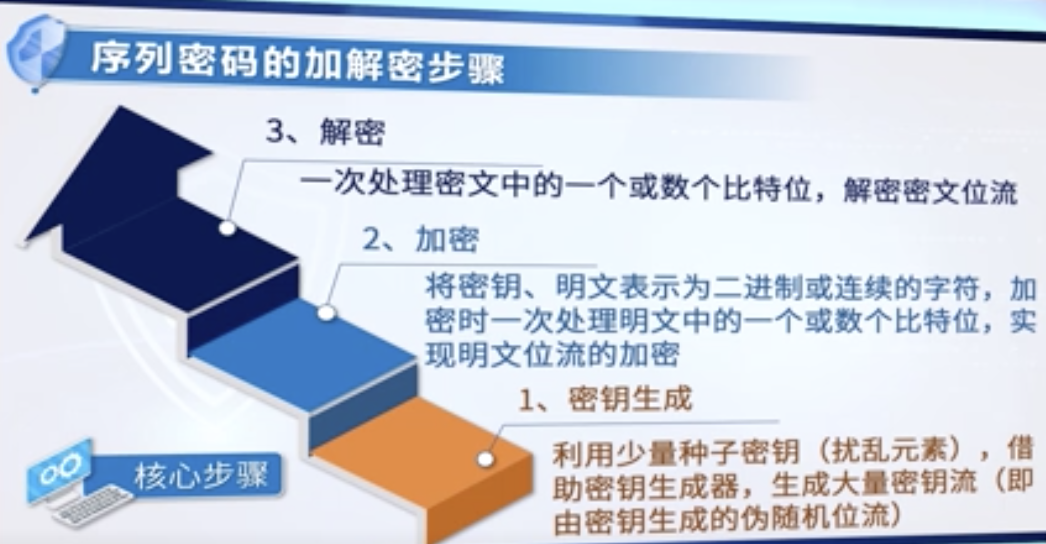 序列密码的加解密步骤
3、解密
一次处理密文中的一个或数个比特位，解密密文位流
2、加密
将密钥、明文表示为二进制或连续的字符，加
密时一次处理明文中的一个或数个比特位，实
现明文位流的加密
1、密钥生成
利用少量种子密钥（扰乱元素），借
助密钥生成器，生成大量密钥流（即
由密钥生成的伪随机位流）
核心步骤